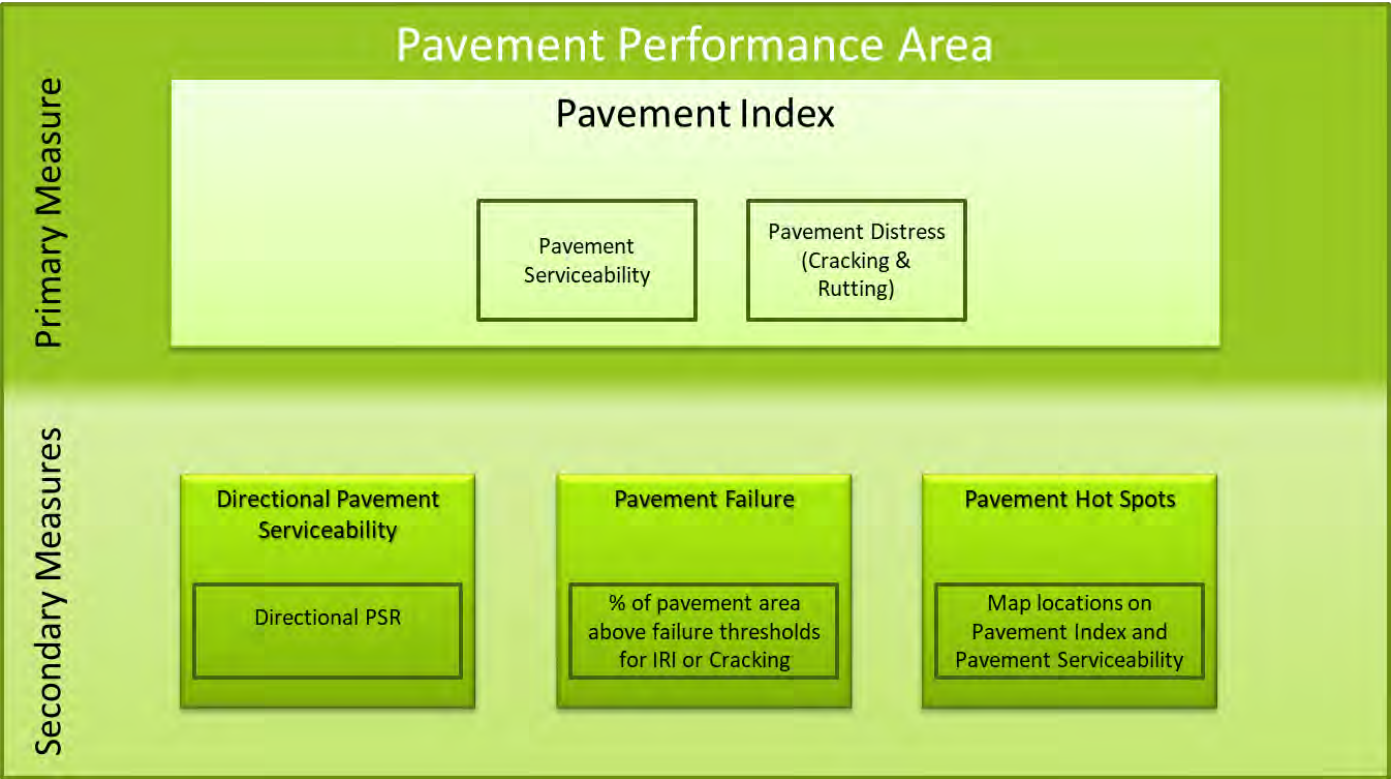 Pavement Performance Area
Primary Measure
Pavement Index
Pavement
Serviceability
Pavement Distress
(Cracking &
Rutting)
Secondary Measures
Directional Pavement
Serviceability
Directional PSR
Pavement Failure
% of pavement area
above failure thresholds
for IRI or Cracking
Pavement Hot Spots
Map locations on
Pavement Index and
Pavement Serviceability